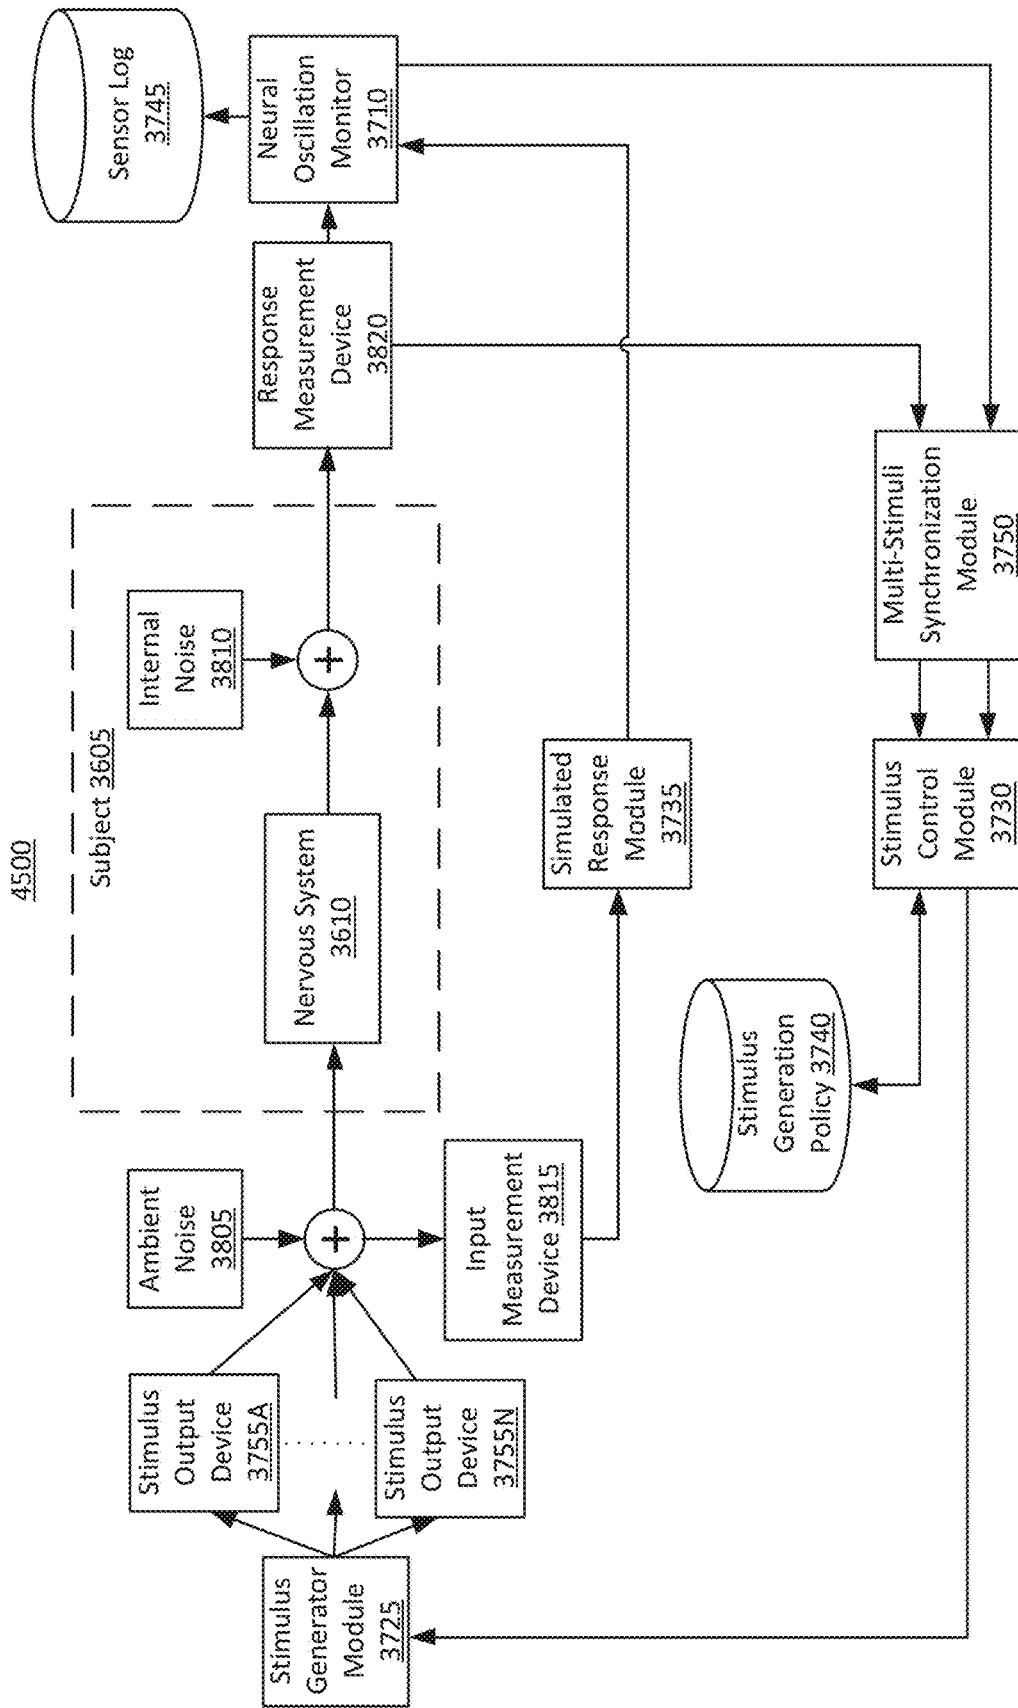 4500
Subject 3605
Stimulus
Generator
Module
3725
Stimulus
Output
Device
3755A
Stimulus
Output
Device
3755N
Ambient
Noise
3805
+
Input
Measurement
Device 3815
Nervous System
3610
Internal
Noise
3810
+
Response
Measurement
Device
3820
Neural
Oscillation
Monitor
3710
Sensor Log
3745
Simulated
Response
Module
3735
Stimulus
Generation
Policy 3740
Stimulus
Control
Module
3730
Multi-Stimuli
Synchronization
Module
3750